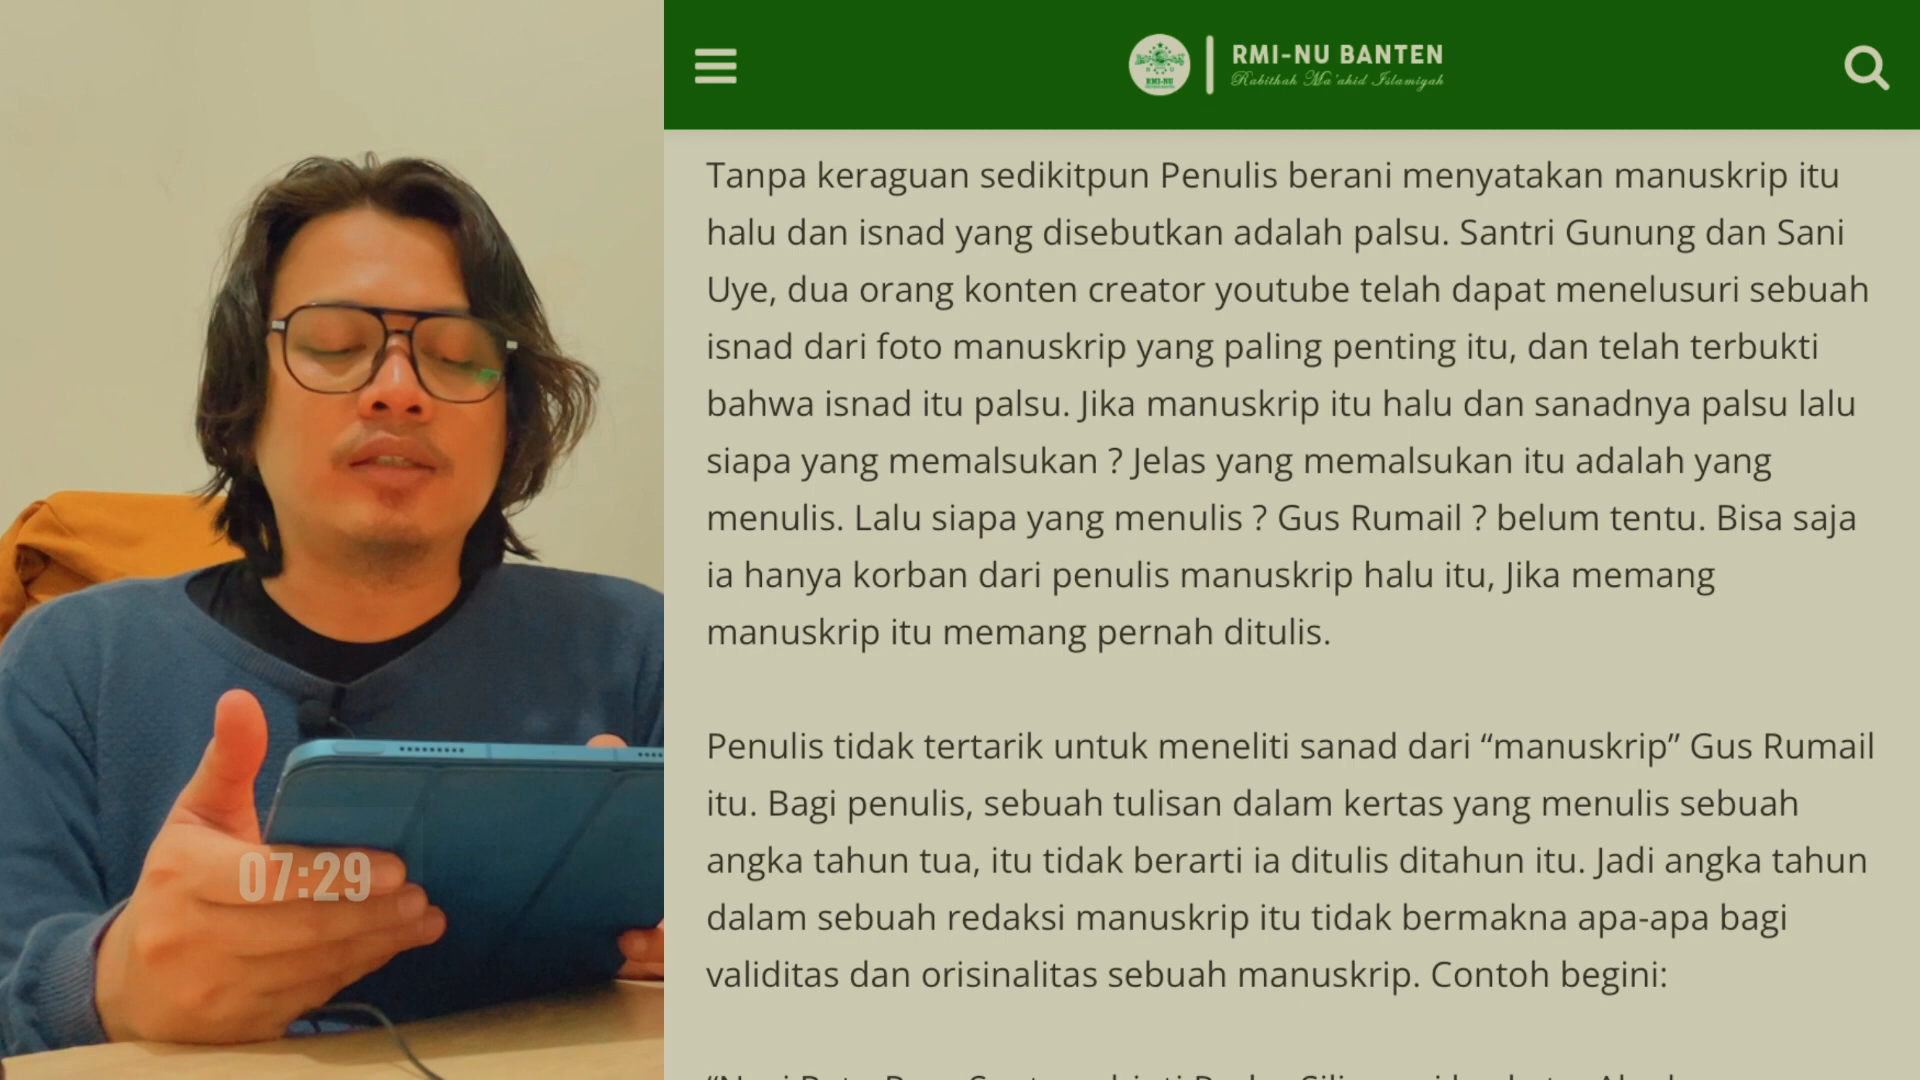 RMI-NU BANTEN
Rabithah Ma'ahid Islamiyah
RMI-NU
Tanpa keraguan sedikitpun Penulis berani menyatakan manuskrip itu
halu dan isnad yang disebutkan adalah palsu. Santri Gunung dan Sani
Uye, dua orang konten creator youtube telah dapat menelusuri sebuah
isnad dari foto manuskrip yang paling penting itu, dan telah terbukti
bahwa isnad itu palsu. Jika manuskrip itu halu dan sanadnya palsu lalu
siapa yang memalsukan ? Jelas yang memalsukan itu adalah yang
menulis. Lalu siapa yang menulis ? Gus Rumail ? belum tentu. Bisa saja
ia hanya korban dari penulis manuskrip halu itu, Jika memang
manuskrip itu memang pernah ditulis.
Penulis tidak tertarik untuk meneliti sanad dari “manuskrip” Gus Rumail
itu. Bagi penulis, sebuah tulisan dalam kertas yang menulis sebuah
angka tahun tua, itu tidak berarti ia ditulis ditahun itu. Jadi angka tahun
dalam sebuah redaksi manuskrip itu tidak bermakna apa-apa bagi
validitas dan orisinalitas sebuah manuskrip. Contoh begini:
07:29